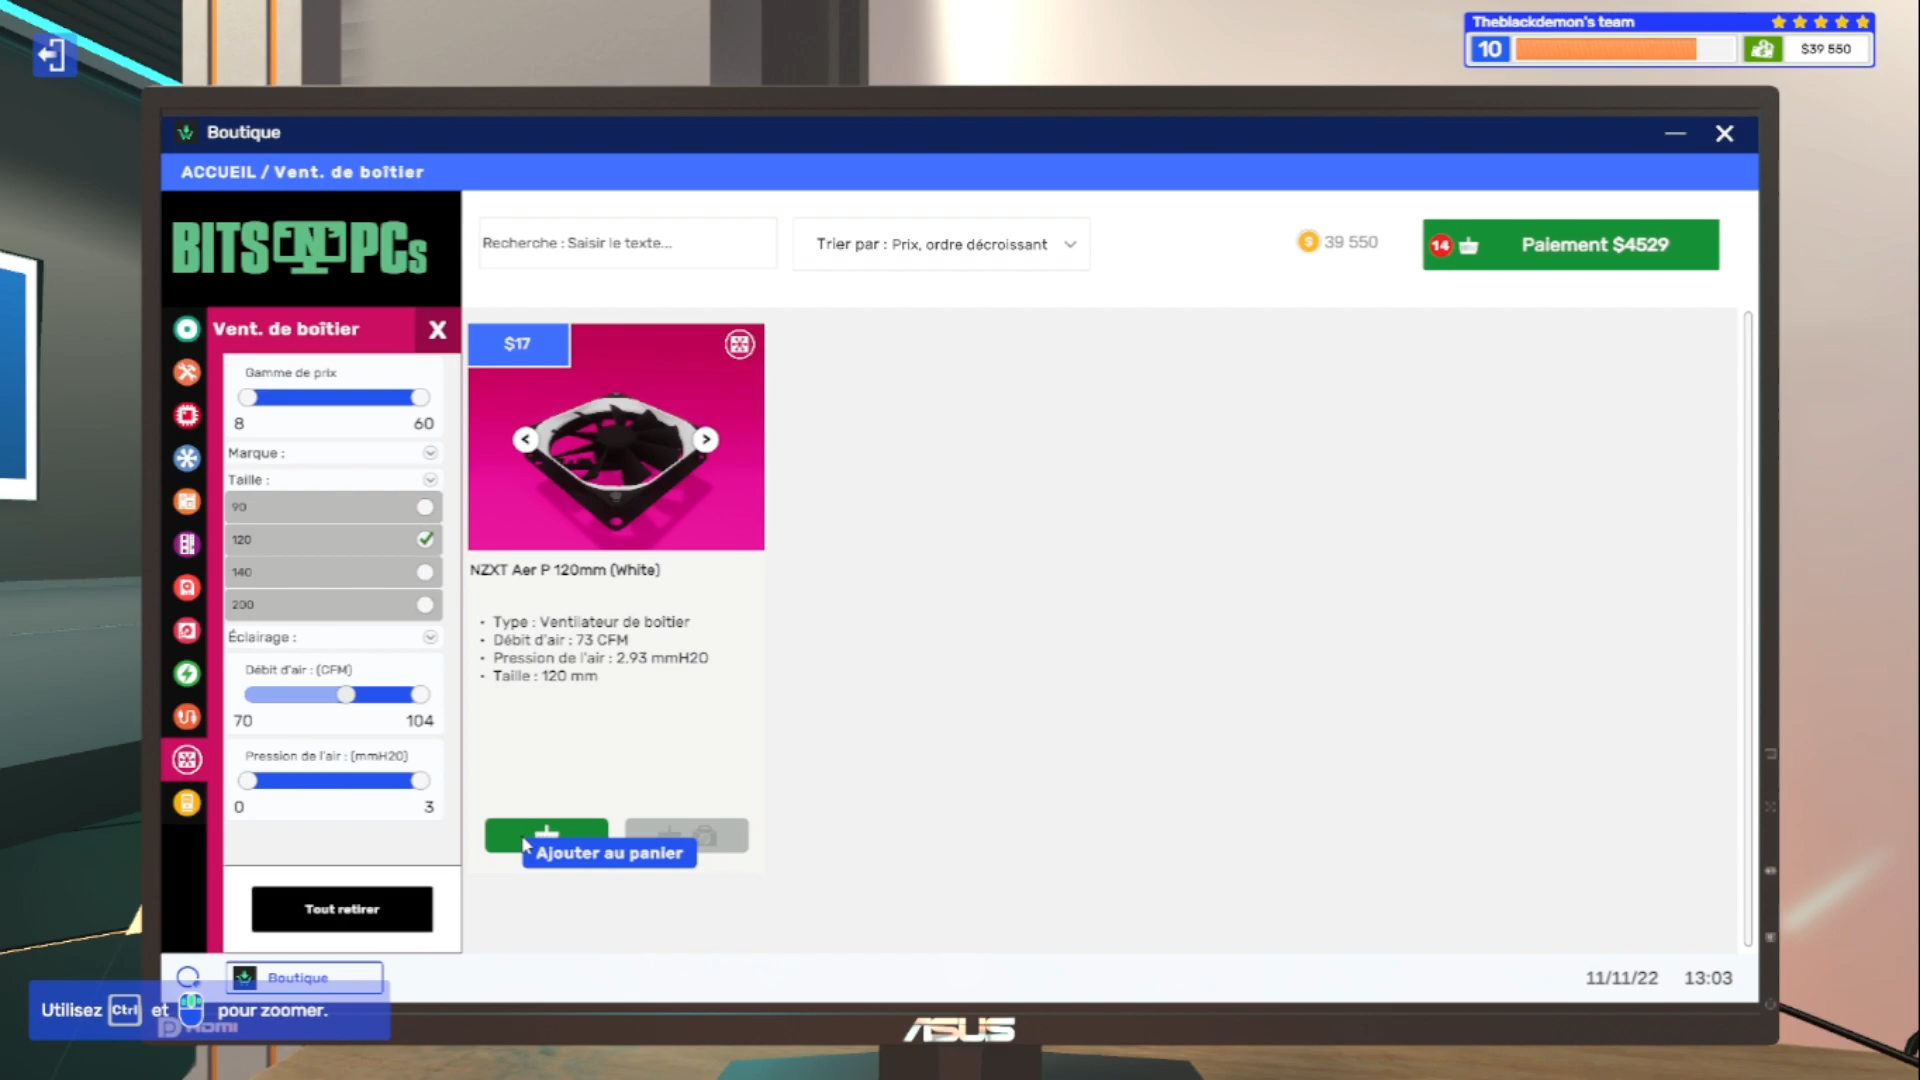 Theblackdemon's team
10
$39 550
Boutique
ACCUEIL / Vent. de boîtier
BITS N PCs
Recherche : Saisir le texte...
Trier par : Prix, ordre décroissant
39 550
14
Paiement $4529
Vent. de boîtier
X
Gamme de prix
8
60
Marque :
Taille :
90
120
140
200
Éclairage :
Débit d'air : (CFM)
70
104
Pression de l'air : (mmH20)
0
3
Tout retirer
$17
NZXT Aer P 120mm (White)
• Type : Ventilateur de boîtier
• Débit d'air : 73 CFM
• Pression de l'air : 2.93 mmH2O
• Taille : 120 mm
Ajouter au panier
Boutique
11/11/22
13:03
Utilisez Ctrl et pour zoomer.
HDMI
ASUS